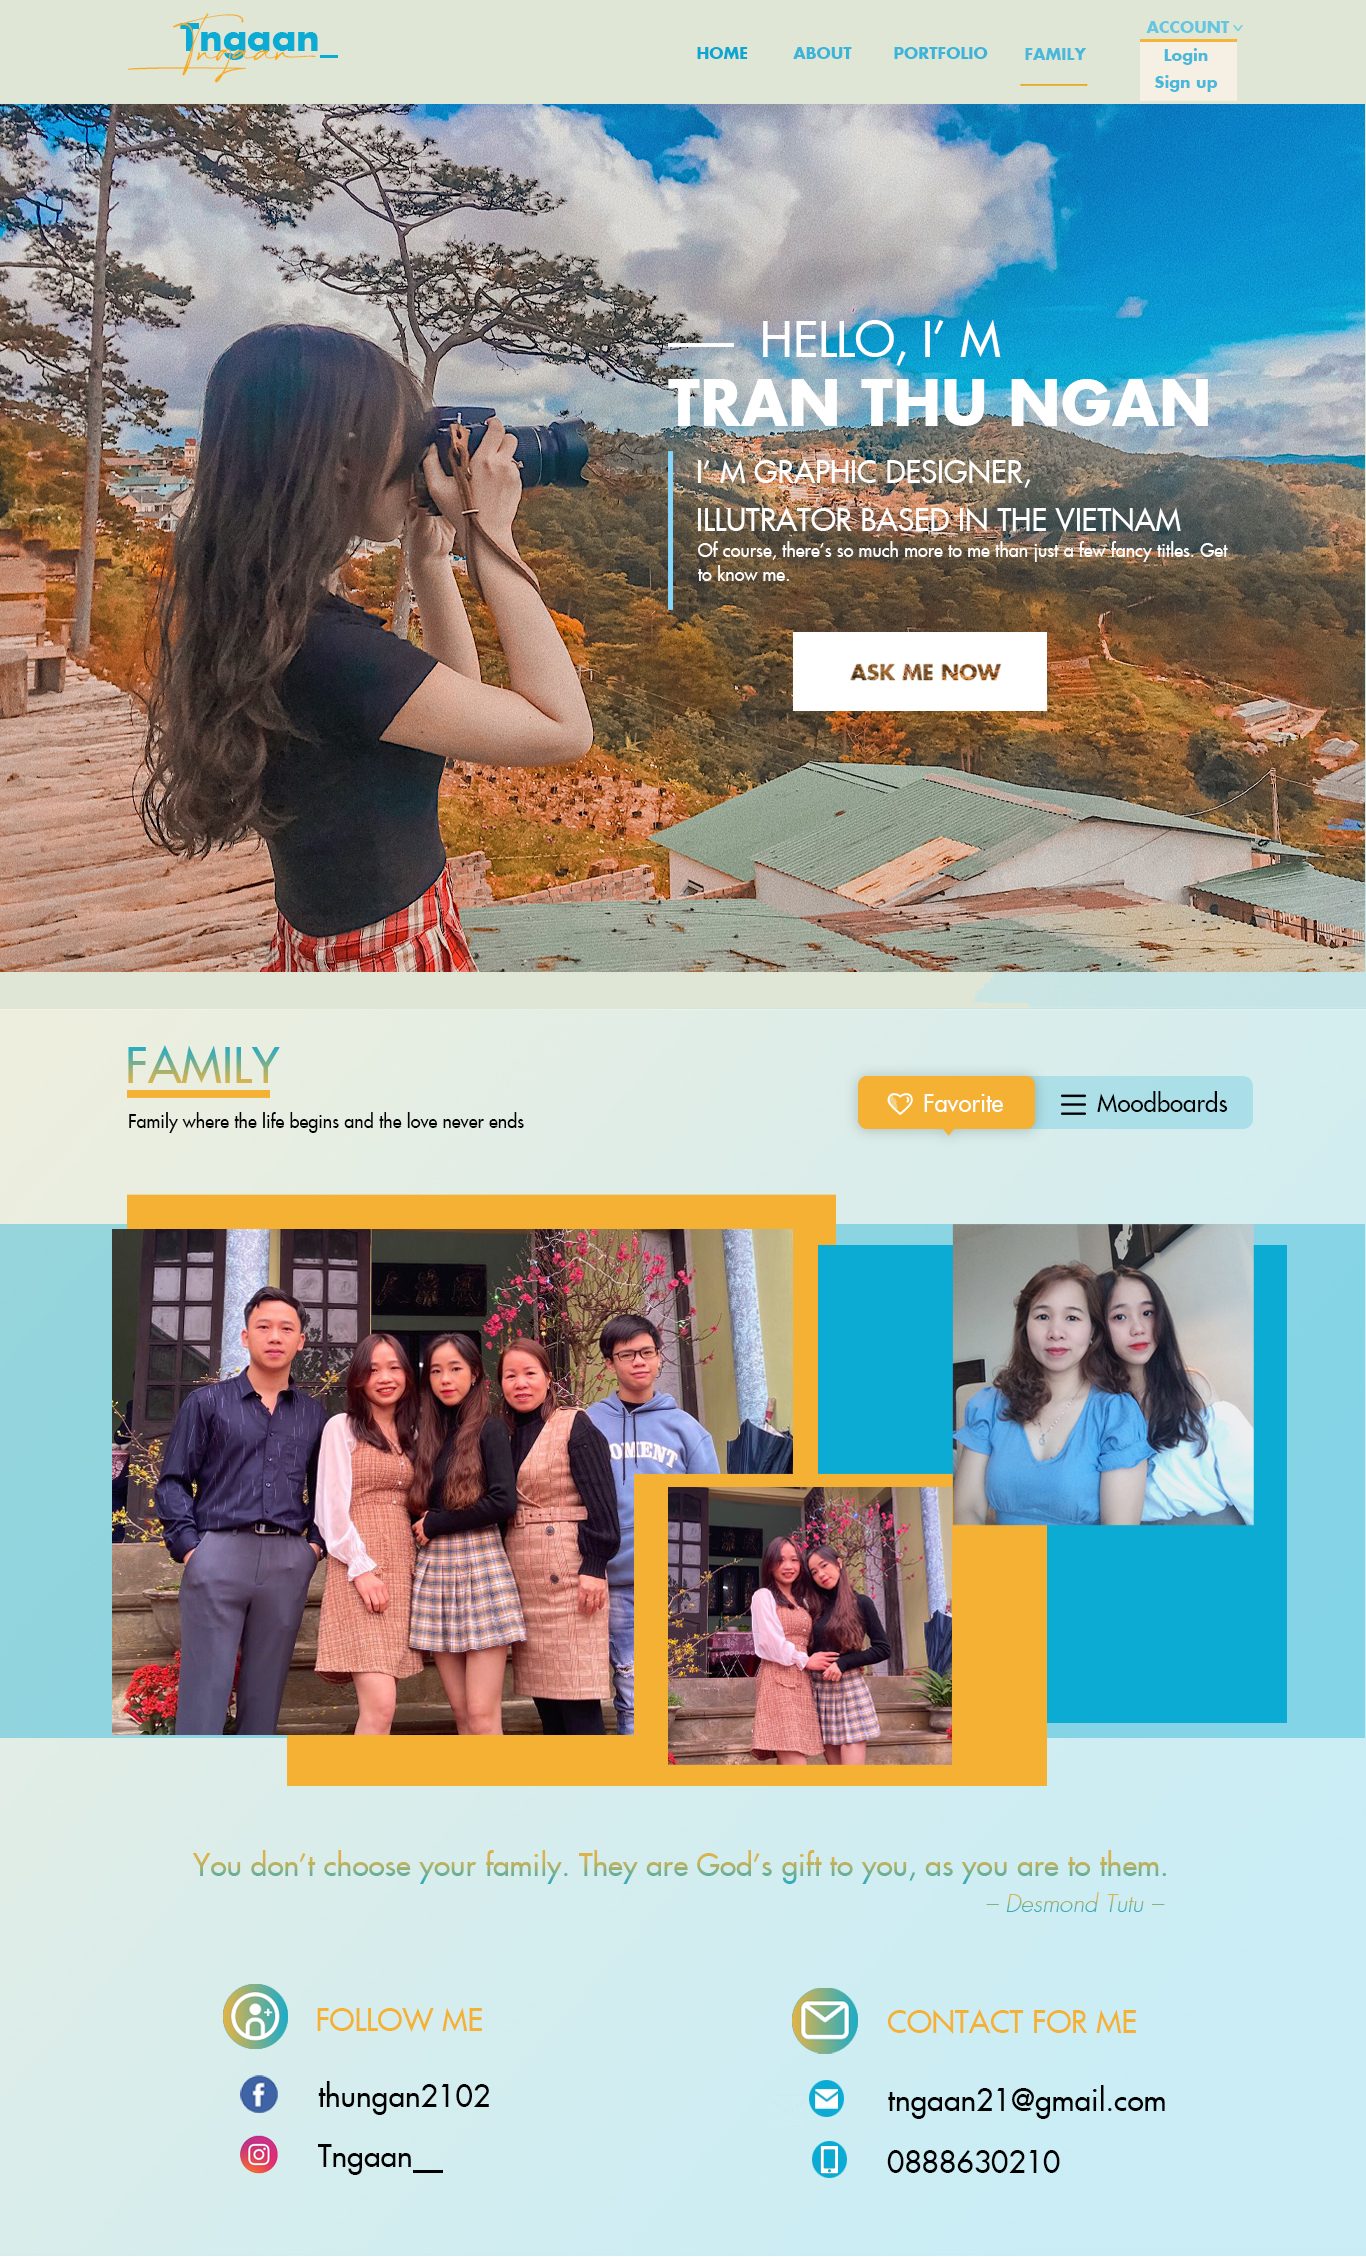 Tngaan_
Tngaan
HOME
ABOUT
PORTFOLIO
FAMILY
ACCOUNT
Login
Sign up
HELLO, I’ M
TRAN THU NGAN
I’ M GRAPHIC DESIGNER,
ILLUTRATOR BASED IN THE VIETNAM
Of course, there’s so much more to me than just a few fancy titles. Get
to know me.
ASK ME NOW
FAMILY
Family where the life begins and the love never ends
Favorite
Moodboards
OMENT
You don’t choose your family. They are God’s gift to you, as you are to them.
– Desmond Tutu –
FOLLOW ME
thungan2102
Tngaan__
CONTACT FOR ME
tngaan21@gmail.com
0888630210